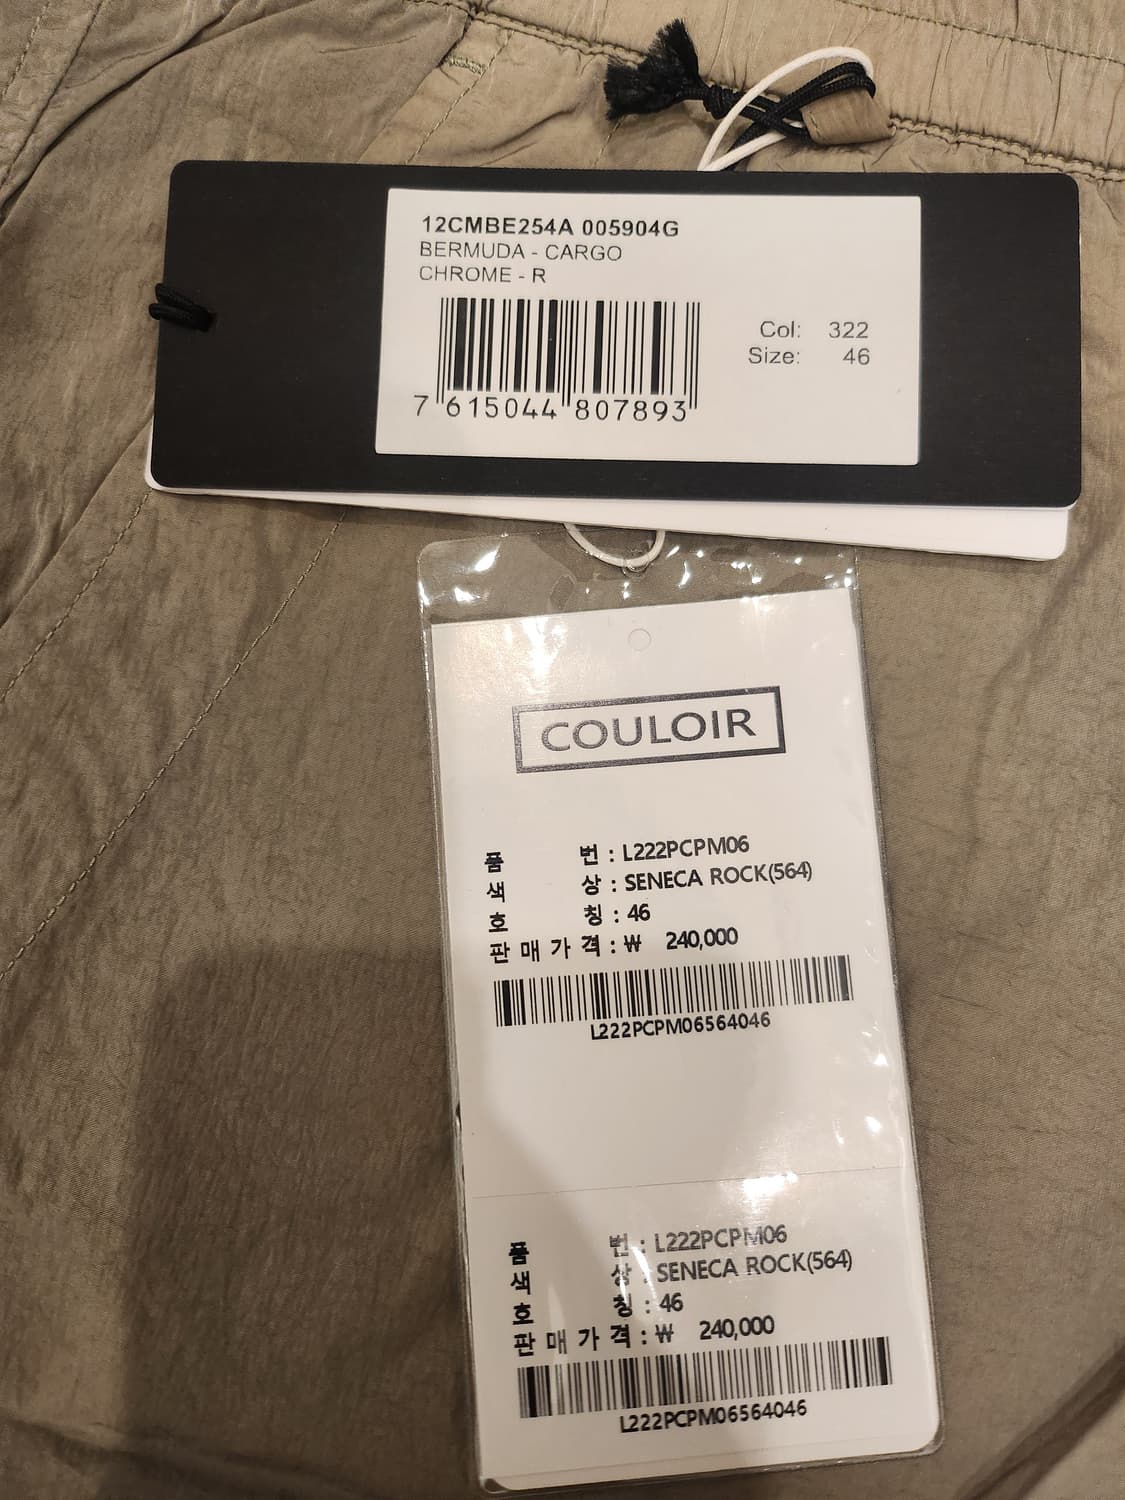 12CMBE254A 005904G
BERMUDA - CARGO
CHROME - R
Col: 322
Size: 46
7 615044 807893
COULOIR
품 번 : L222PCPM06
색 상 : SENECA ROCK(564)
호 칭 : 46
판 매 가 격 : ₩ 240,000
L222PCPM06564046
품 번 : L222PCPM06
색 상 : SENECA ROCK(564)
호 칭 : 46
판 매 가 격 : ₩ 240,000
L222PCPM06564046